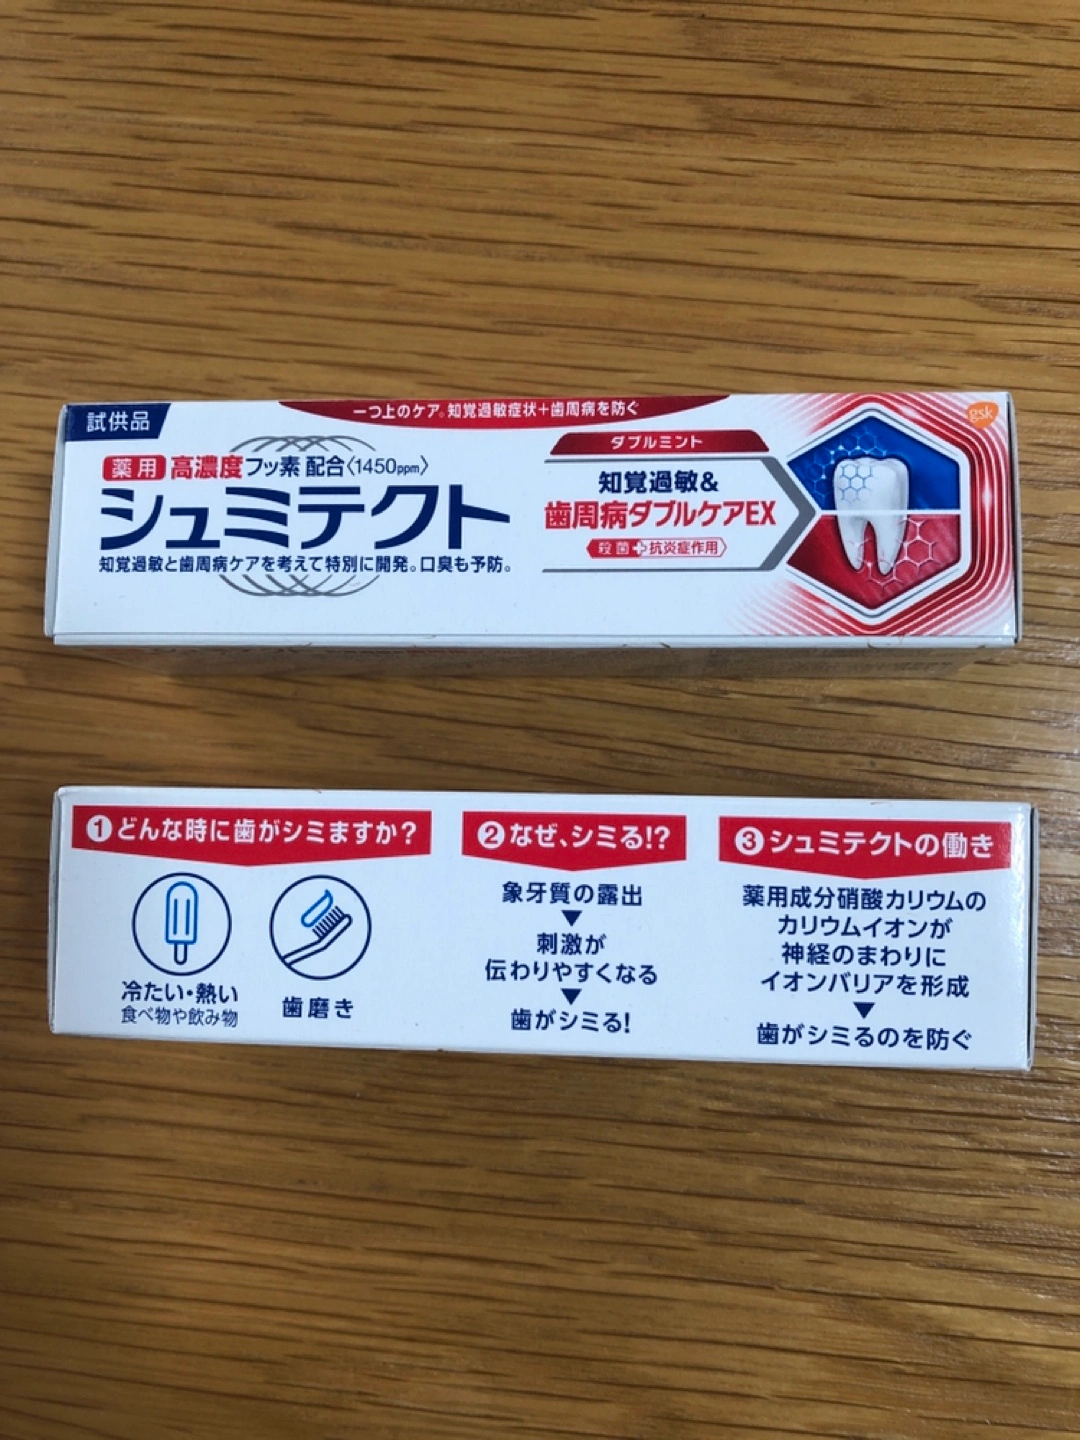 試供品
一つ上のケア。知覚過敏症状+歯周病を防ぐ
gsk
薬用 高濃度フッ素 配合〈1450ppm〉
シュミテクト
知覚過敏と歯周病ケアを考えて特別に開発。口臭も予防。
ダブルミント
知覚過敏&
歯周病ダブルケアEX
殺菌+抗炎症作用
①どんな時に歯がシミますか?
冷たい・熱い
食べ物や飲み物
歯磨き
②なぜ、シミる!?
象牙質の露出
▼
刺激が
伝わりやすくなる
▼
歯がシミる!
③シュミテクトの働き
薬用成分硝酸カリウムの
カリウムイオンが
神経のまわりに
イオンバリアを形成
▼
歯がシミるのを防ぐ